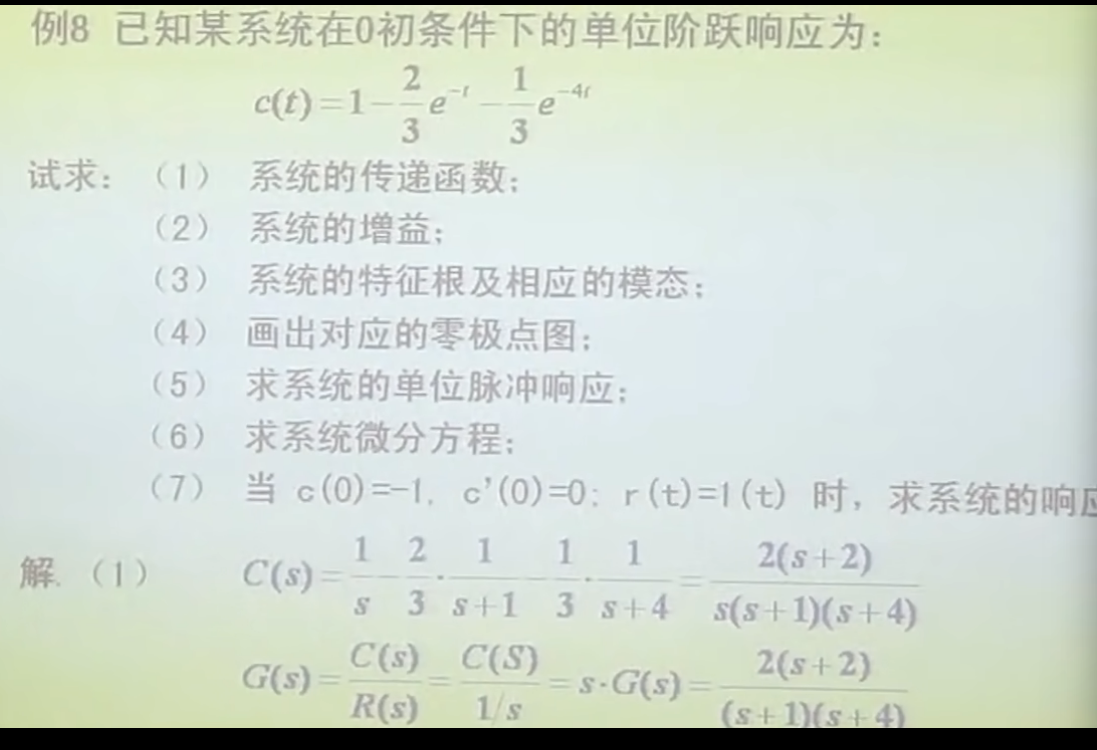 例8 已知某系统在0初条件下的单位阶跃响应为：
c(t)=1-\frac{2}{3}e^{-t}-\frac{1}{3}e^{-4t}
试求：（1） 系统的传递函数；
（2） 系统的增益；
（3） 系统的特征根及相应的模态；
（4） 画出对应的零极点图；
（5） 求系统的单位脉冲响应；
（6） 求系统微分方程；
（7） 当 c(0)=-1, c'(0)=0; r(t)=1(t) 时，求系统的响应
解.（1） C(s)=\frac{1}{s}-\frac{2}{3}\cdot\frac{1}{s+1}-\frac{1}{3}\cdot\frac{1}{s+4}=\frac{2(s+2)}{s(s+1)(s+4)}
G(s)=\frac{C(s)}{R(s)}=\frac{C(S)}{1/s}=s\cdot G(s)=\frac{2(s+2)}{(s+1)(s+4)}